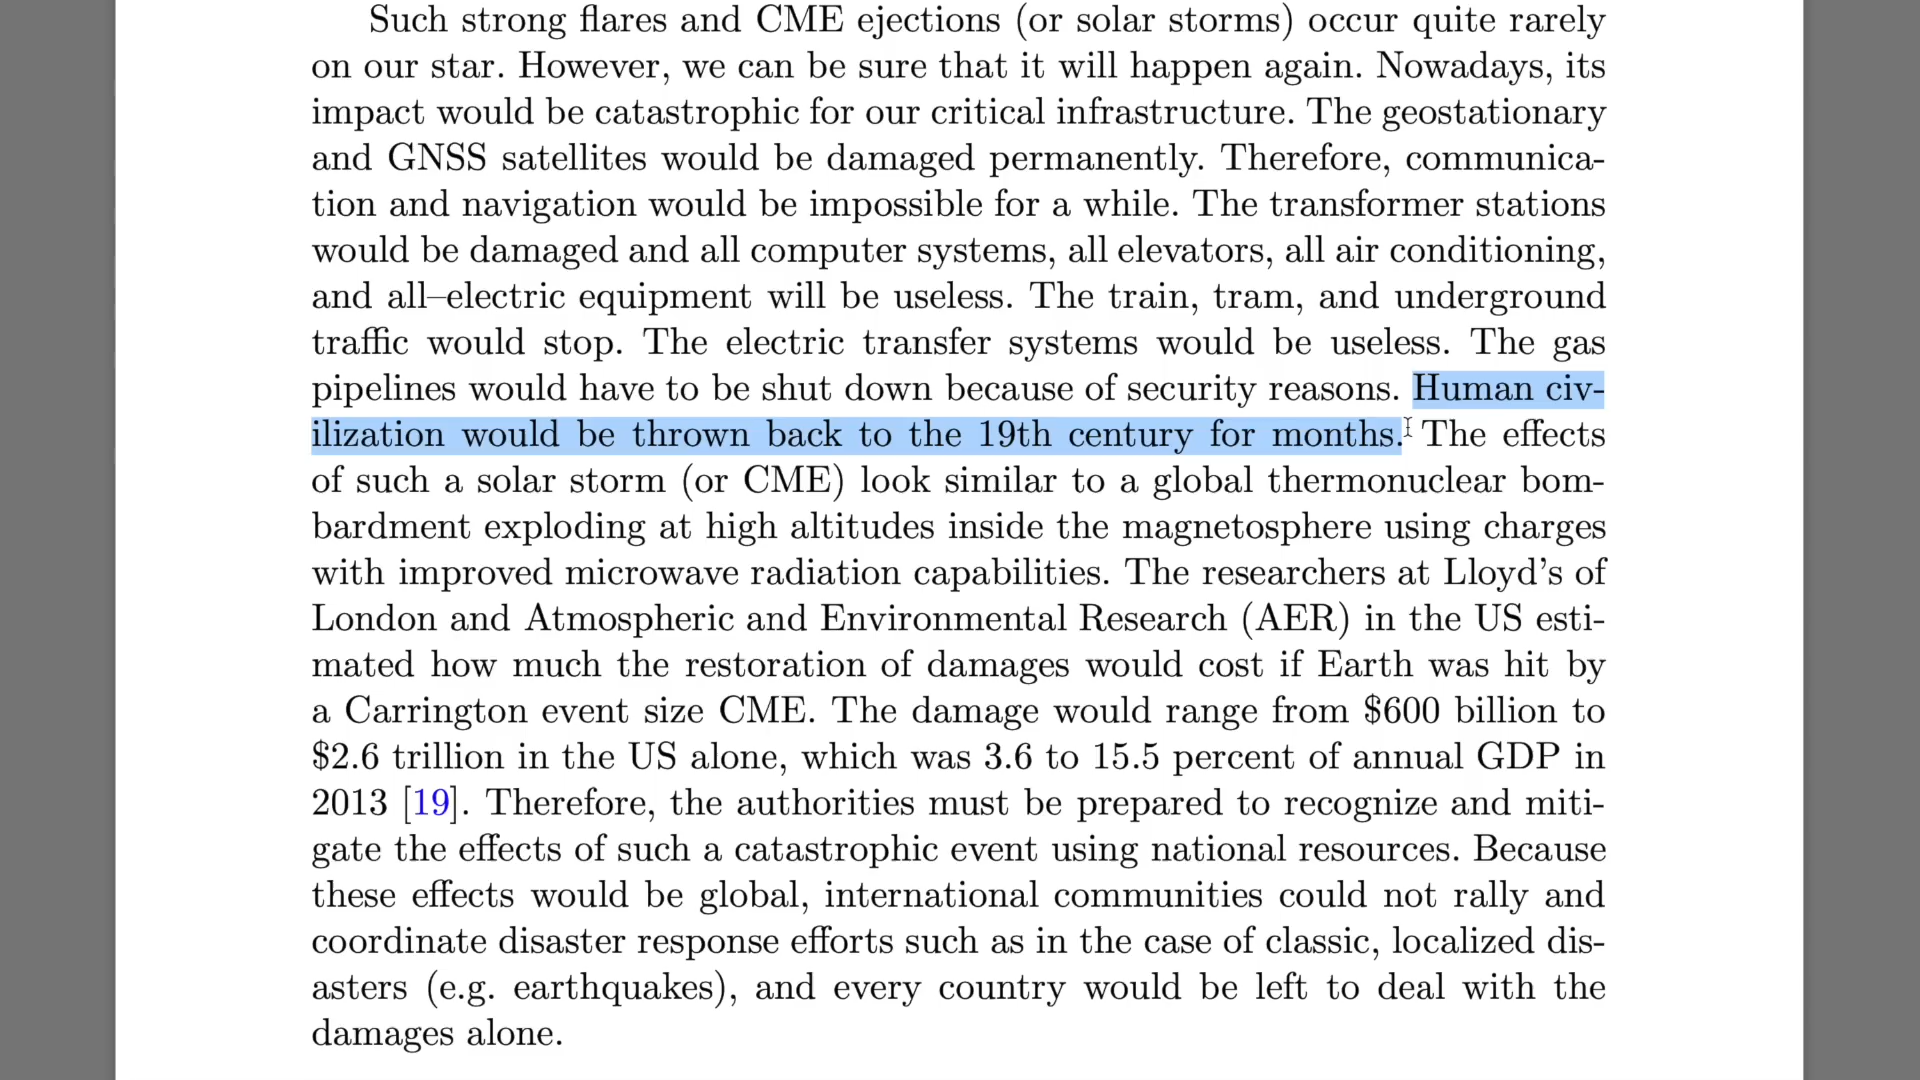 Such strong flares and CME ejections (or solar storms) occur quite rarely
on our star. However, we can be sure that it will happen again. Nowadays, its
impact would be catastrophic for our critical infrastructure. The geostationary
and GNSS satellites would be damaged permanently. Therefore, communica-
tion and navigation would be impossible for a while. The transformer stations
would be damaged and all computer systems, all elevators, all air conditioning,
and all–electric equipment will be useless. The train, tram, and underground
traffic would stop. The electric transfer systems would be useless. The gas
pipelines would have to be shut down because of security reasons. Human civ-
ilization would be thrown back to the 19th century for months. The effects
of such a solar storm (or CME) look similar to a global thermonuclear bom-
bardment exploding at high altitudes inside the magnetosphere using charges
with improved microwave radiation capabilities. The researchers at Lloyd’s of
London and Atmospheric and Environmental Research (AER) in the US esti-
mated how much the restoration of damages would cost if Earth was hit by
a Carrington event size CME. The damage would range from $600 billion to
$2.6 trillion in the US alone, which was 3.6 to 15.5 percent of annual GDP in
2013 [19]. Therefore, the authorities must be prepared to recognize and miti-
gate the effects of such a catastrophic event using national resources. Because
these effects would be global, international communities could not rally and
coordinate disaster response efforts such as in the case of classic, localized dis-
asters (e.g. earthquakes), and every country would be left to deal with the
damages alone.